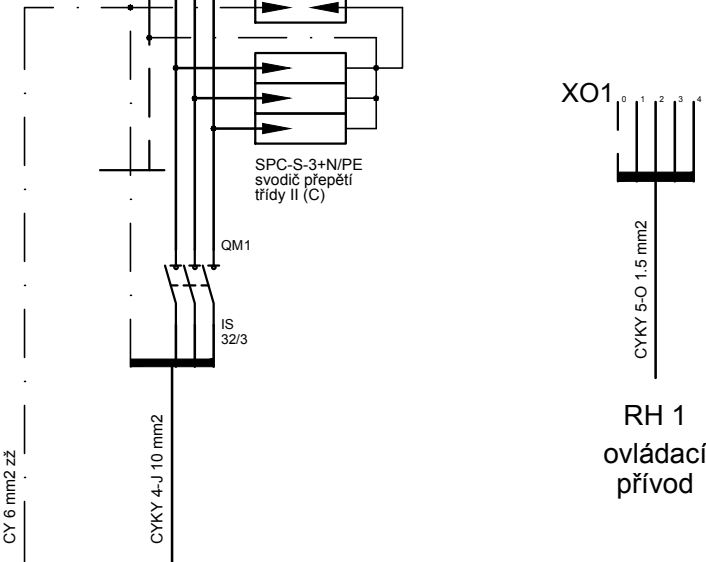 SPC-S-3+N/PE
svodič přepětí
třídy II (C)
QM1
IS
32/3
CY 6 mm2 zž
CYKY 4-J 10 mm2
XO1
0 1 2 3 4
CYKY 5-O 1.5 mm2
RH 1
ovládací
přívod